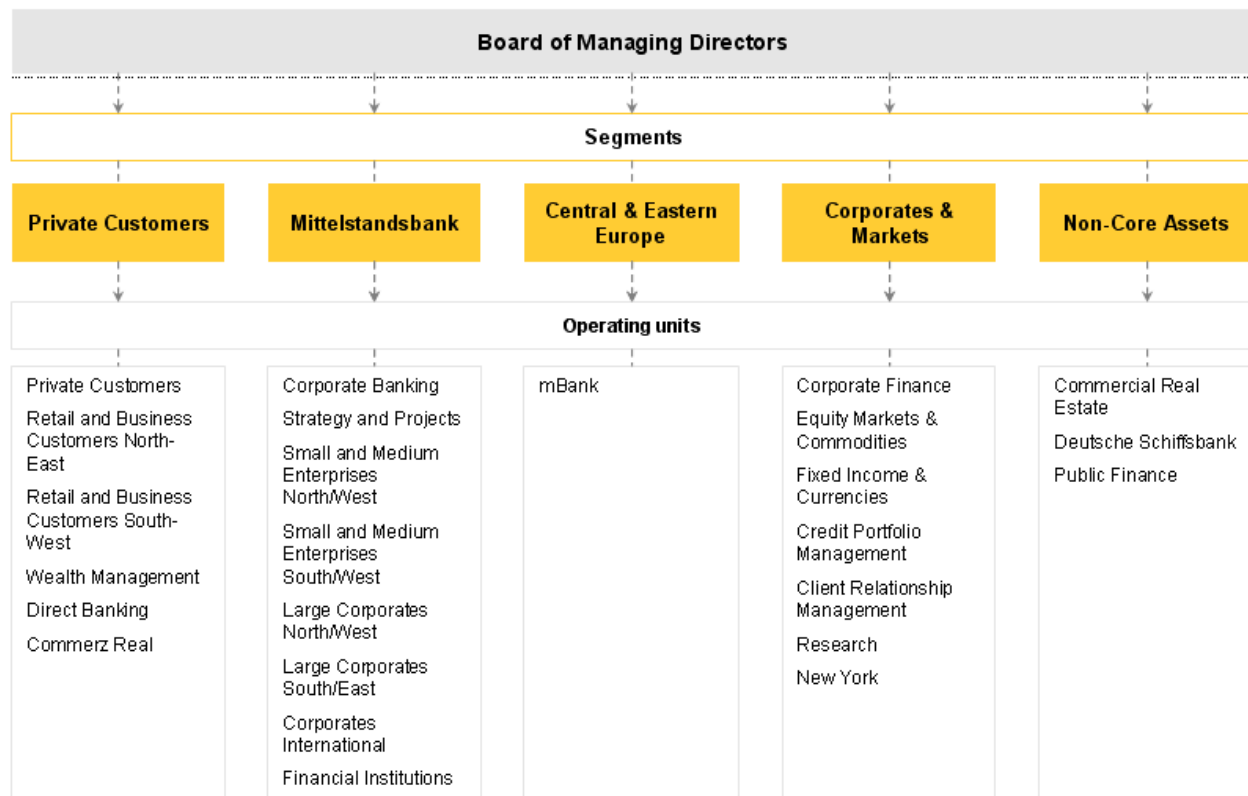 Board of Managing Directors
Segments
Private Customers
Mittelstandsbank
Central & Eastern
Europe
Corporates &
Markets
Non-Core Assets
Operating units
Private Customers
Retail and Business
Customers North-
East
Retail and Business
Customers South-
West
Wealth Management
Direct Banking
Commerz Real
Corporate Banking
Strategy and Projects
Small and Medium
Enterprises
North/West
Small and Medium
Enterprises
South/West
Large Corporates
North/West
Large Corporates
South/East
Corporates
International
Financial Institutions
mBank
Corporate Finance
Equity Markets &
Commodities
Fixed Income &
Currencies
Credit Portfolio
Management
Client Relationship
Management
Research
New York
Commercial Real
Estate
Deutsche Schiffsbank
Public Finance